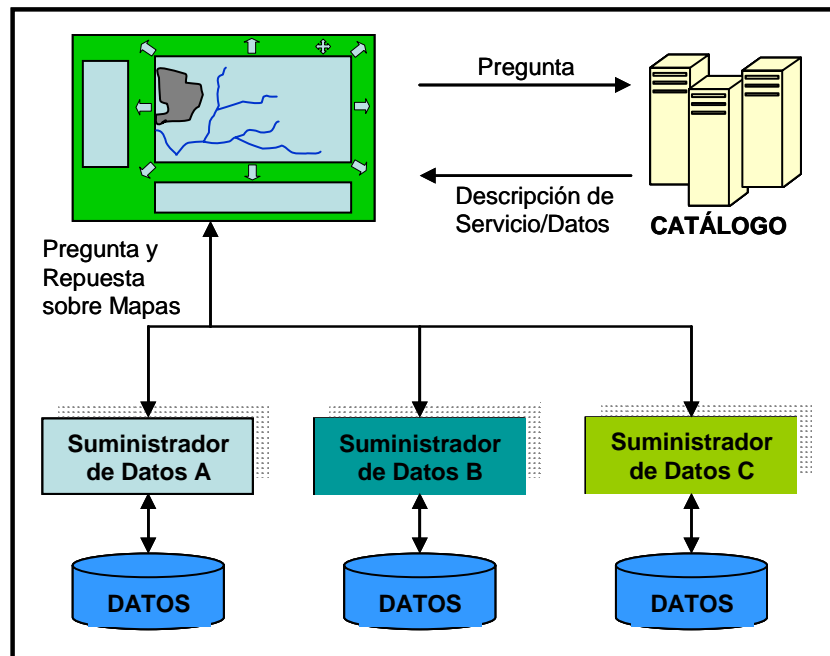 Pregunta
Descripción de
Servicio/Datos
CATÁLOGO
Pregunta y
Repuesta
sobre Mapas
Suministrador
de Datos A
Suministrador
de Datos B
Suministrador
de Datos C
DATOS
DATOS
DATOS